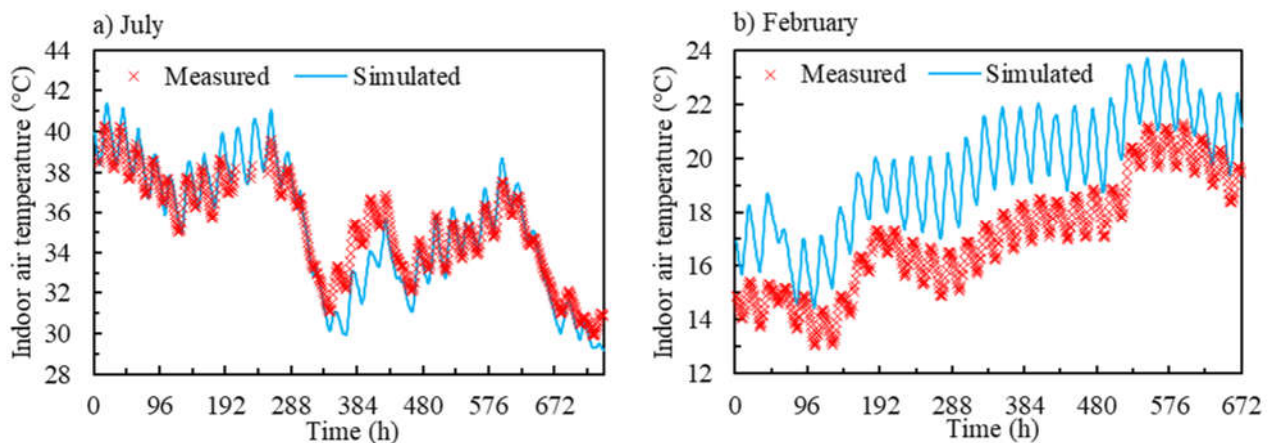 a) July
44
42
40
38
36
34
32
30
28
Indoor air temperature (°C)
Measured
Simulated
0 96 192 288 384 480 576 672
Time (h)
b) February
24
22
20
18
16
14
12
Indoor air temperature (°C)
Measured
Simulated
0 96 192 288 384 480 576 672
Time (h)